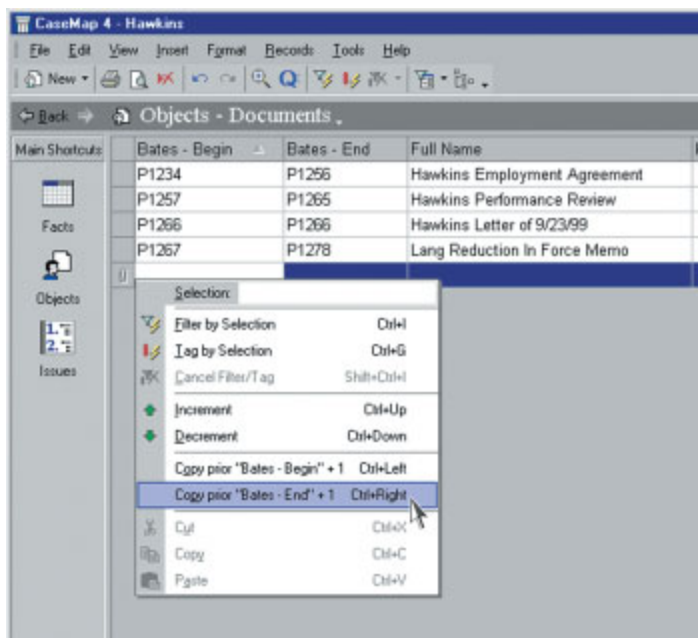 CaseMap 4 - Hawkins
File Edit View Insert Format Records Tools Help
New
Back Objects - Documents
Main Shortcuts Bates - Begin Bates - End Full Name
P1234 P1256 Hawkins Employment Agreement
P1257 P1265 Hawkins Performance Review
P1266 P1266 Hawkins Letter of 9/23/99
P1267 P1278 Lang Reduction In Force Memo
Facts
Objects
1.
2.
Issues
Selection:
Filter by Selection Ctrl+I
Tag by Selection Ctrl+G
Cancel Filter/Tag Shift+Ctrl+I
Increment Ctrl+Up
Decrement Ctrl+Down
Copy prior "Bates - Begin" + 1 Ctrl+Left
Copy prior "Bates - End" + 1 Ctrl+Right
Cut Ctrl+X
Copy Ctrl+C
Paste Ctrl+V